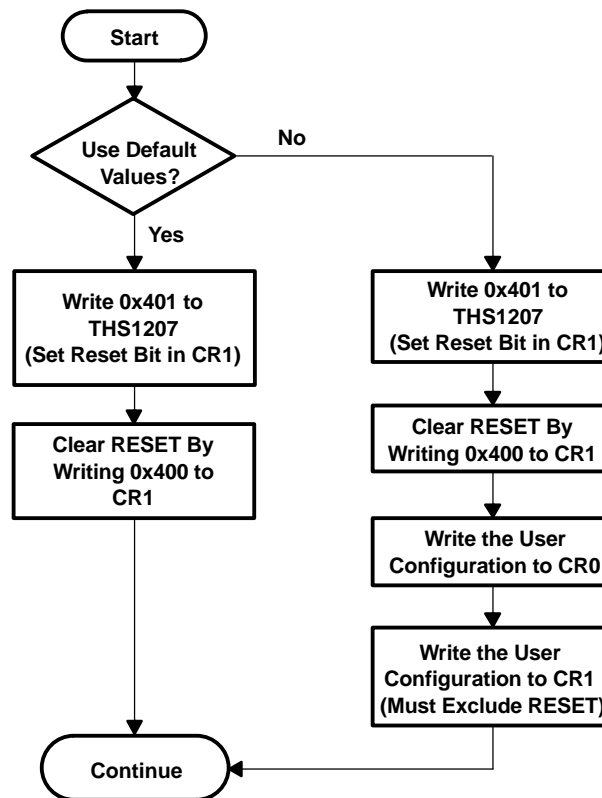 Start
Use Default
Values?
No
Yes
Write 0x401 to
THS1207
(Set Reset Bit in CR1)
Clear RESET By
Writing 0x400 to
CR1
Write 0x401 to
THS1207
(Set Reset Bit in CR1)
Clear RESET By
Writing 0x400 to CR1
Write the User
Configuration to CR0
Write the User
Configuration to CR1
(Must Exclude RESET)
Continue